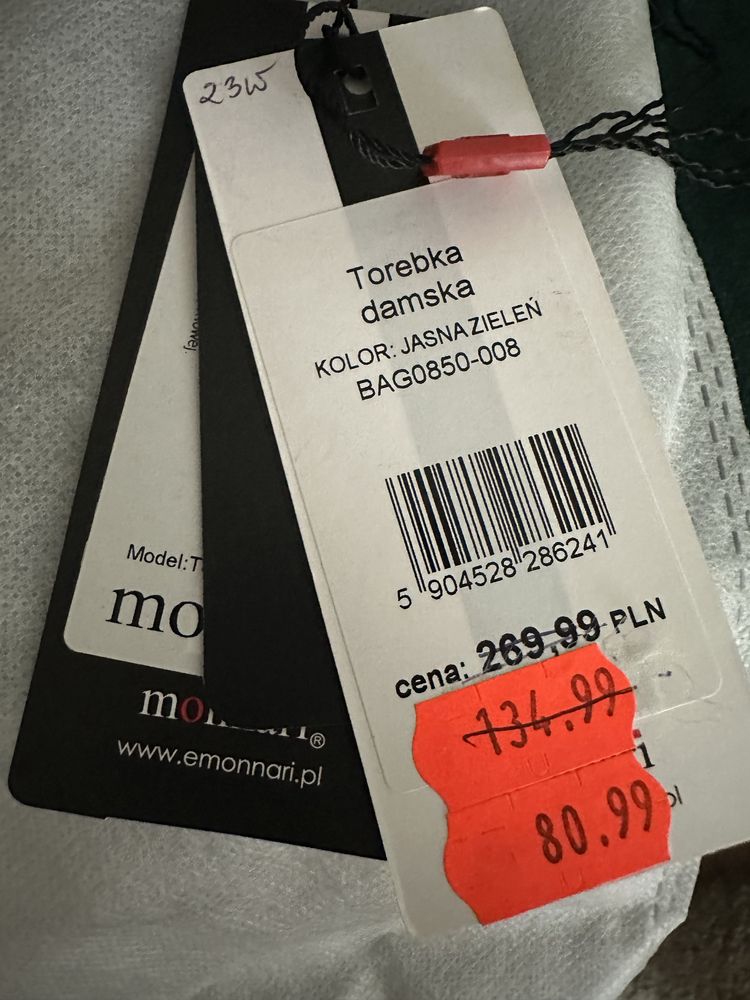 23W
Torebka
damska
KOLOR: JASNA ZIELEŃ
BAG0850-008
5 904528 286241
cena: 269,99 PLN
134.99
80.99
Model:T
mo
www.emonnari.pl